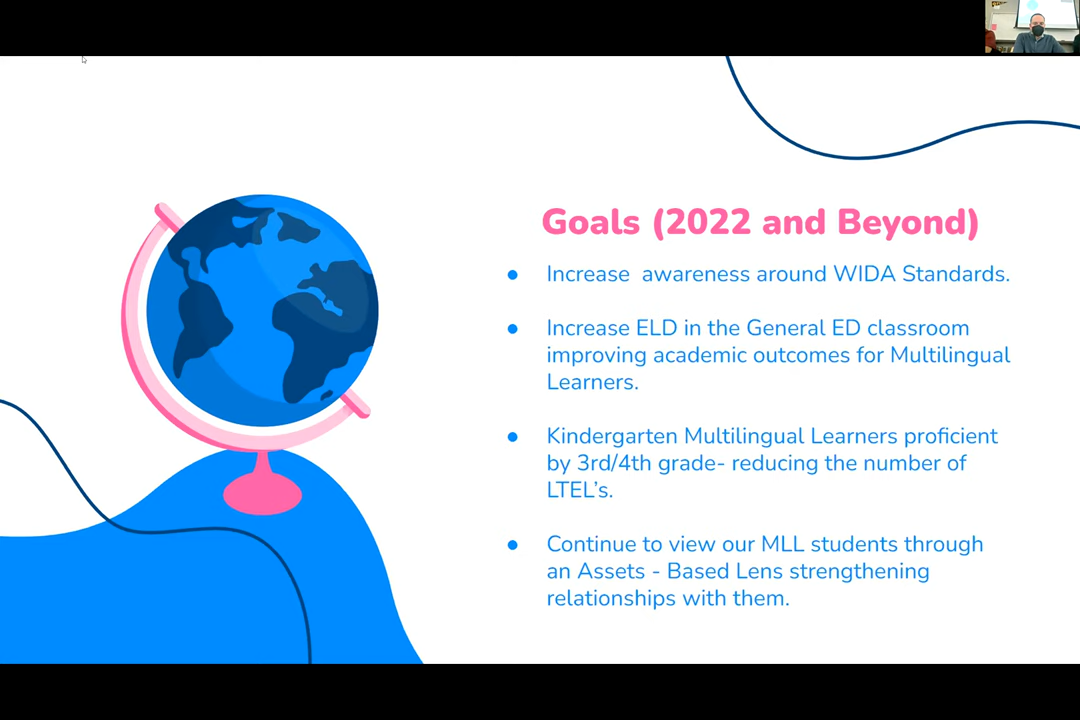 Goals (2022 and Beyond)
● Increase  awareness around WIDA Standards.
● Increase ELD in the General ED classroom
improving academic outcomes for Multilingual
Learners.
● Kindergarten Multilingual Learners proficient
by 3rd/4th grade- reducing the number of
LTEL’s.
● Continue to view our MLL students through
an Assets - Based Lens strengthening
relationships with them.